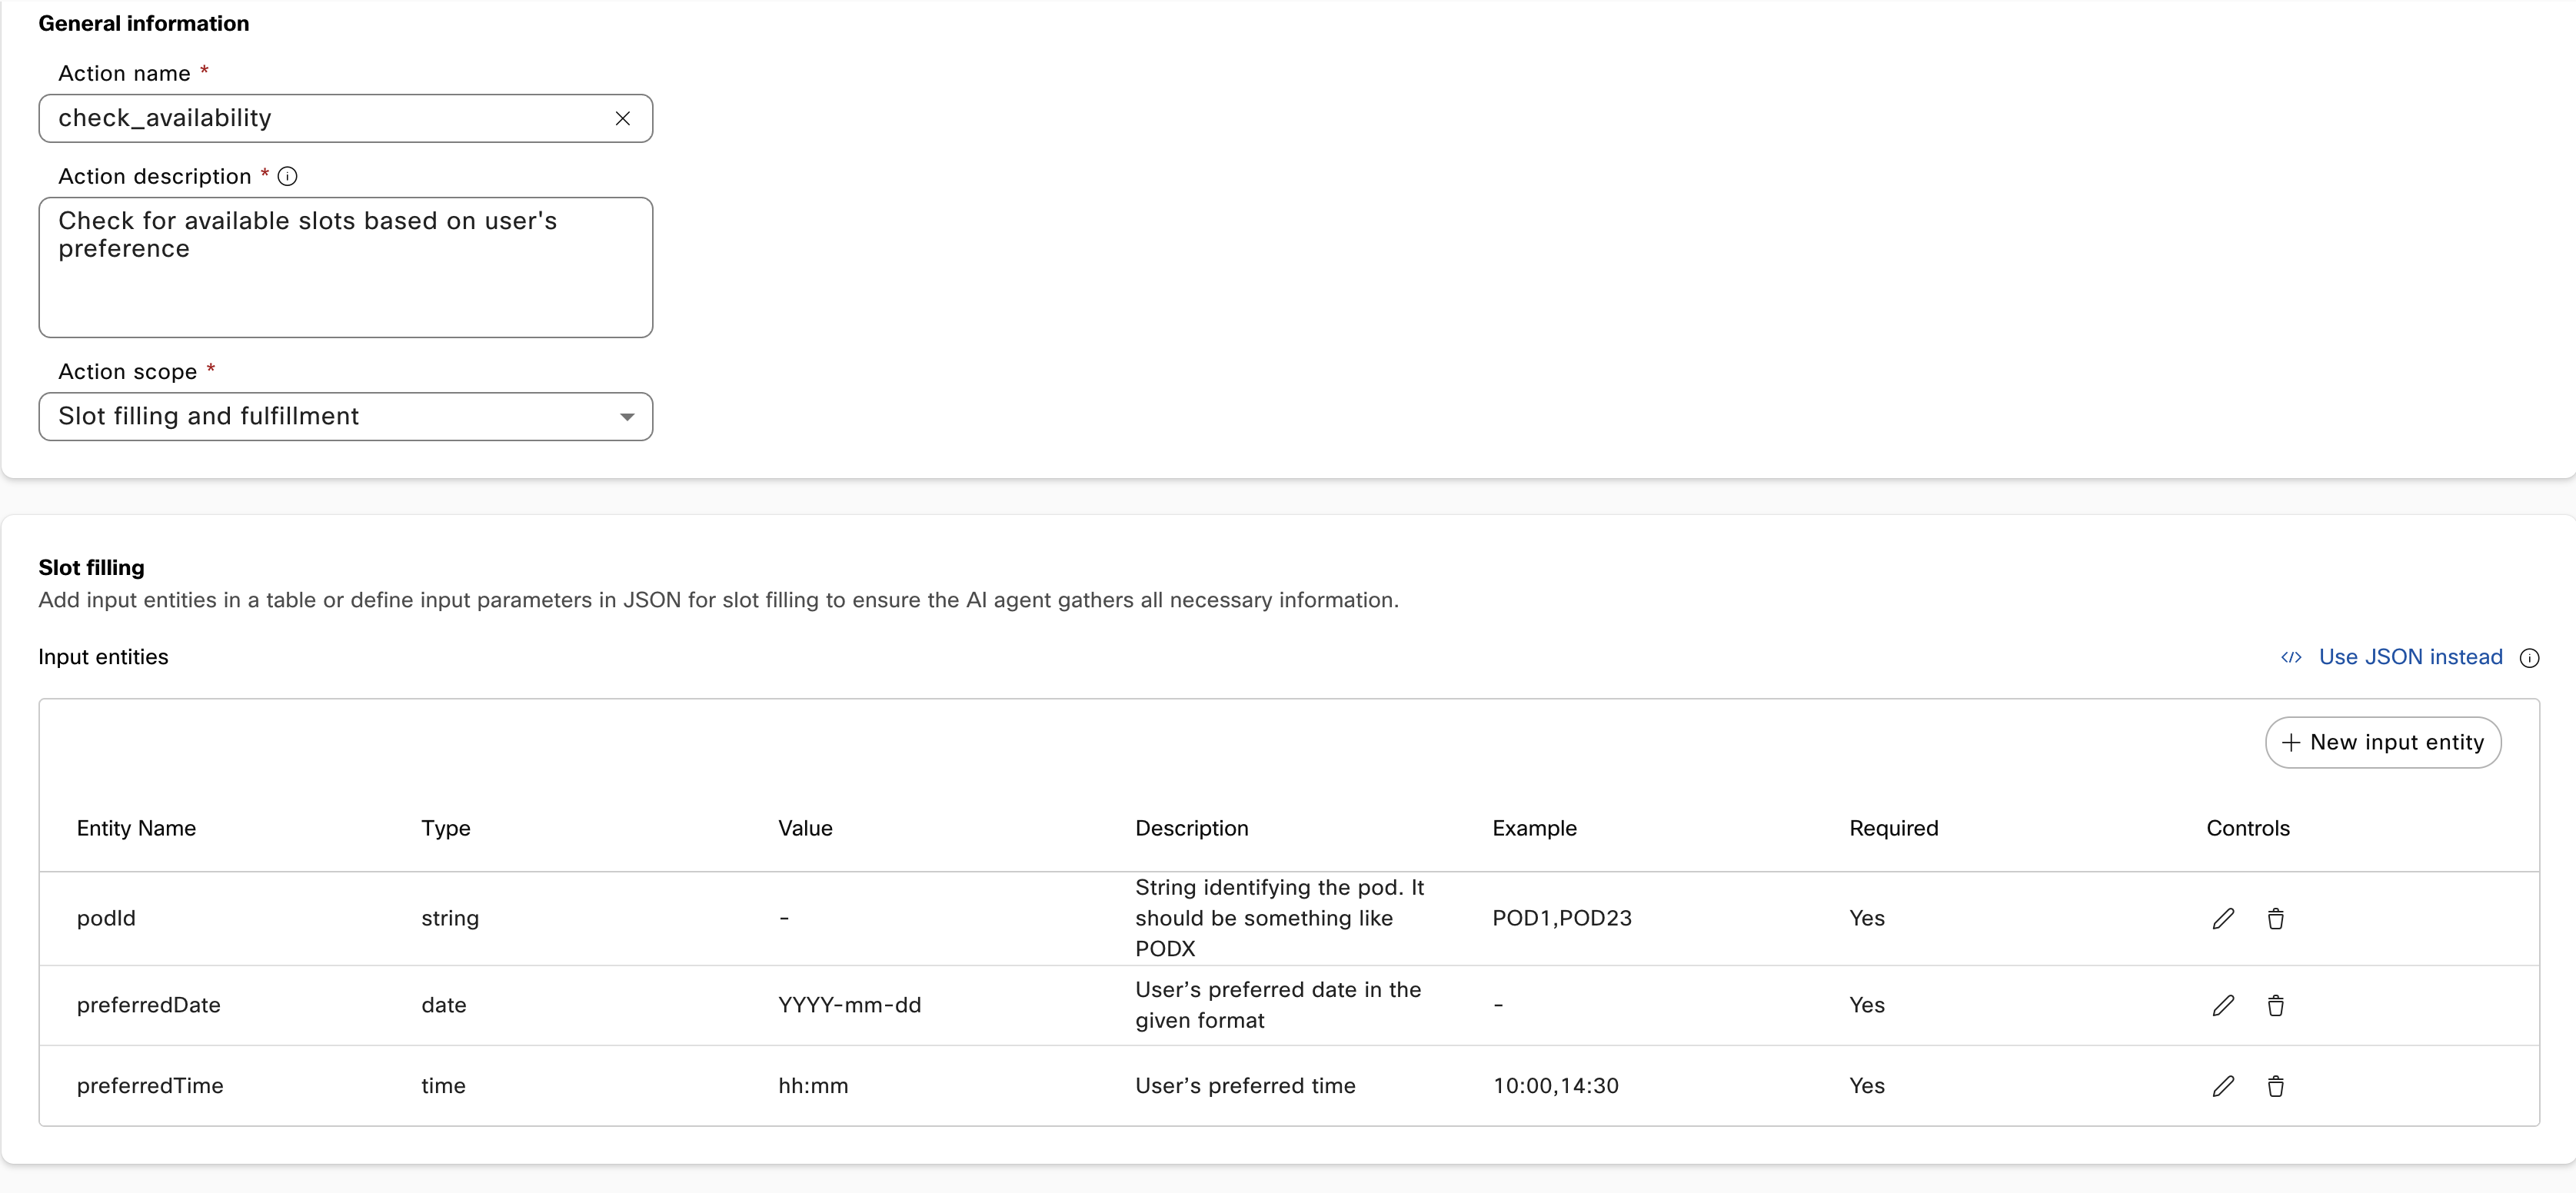 General information
Action name *
check_availability
Action description *
Check for available slots based on user's
preference
Action scope *
Slot filling and fulfillment
Slot filling
Add input entities in a table or define input parameters in JSON for slot filling to ensure the AI agent gathers all necessary information.
Input entities
</> Use JSON instead
+ New input entity
Entity Name Type Value Description Example Required Controls
podId string - String identifying the pod. It
should be something like
PODX POD1,POD23 Yes
preferredDate date YYYY-mm-dd User’s preferred date in the
given format - Yes
preferredTime time hh:mm User’s preferred time 10:00,14:30 Yes